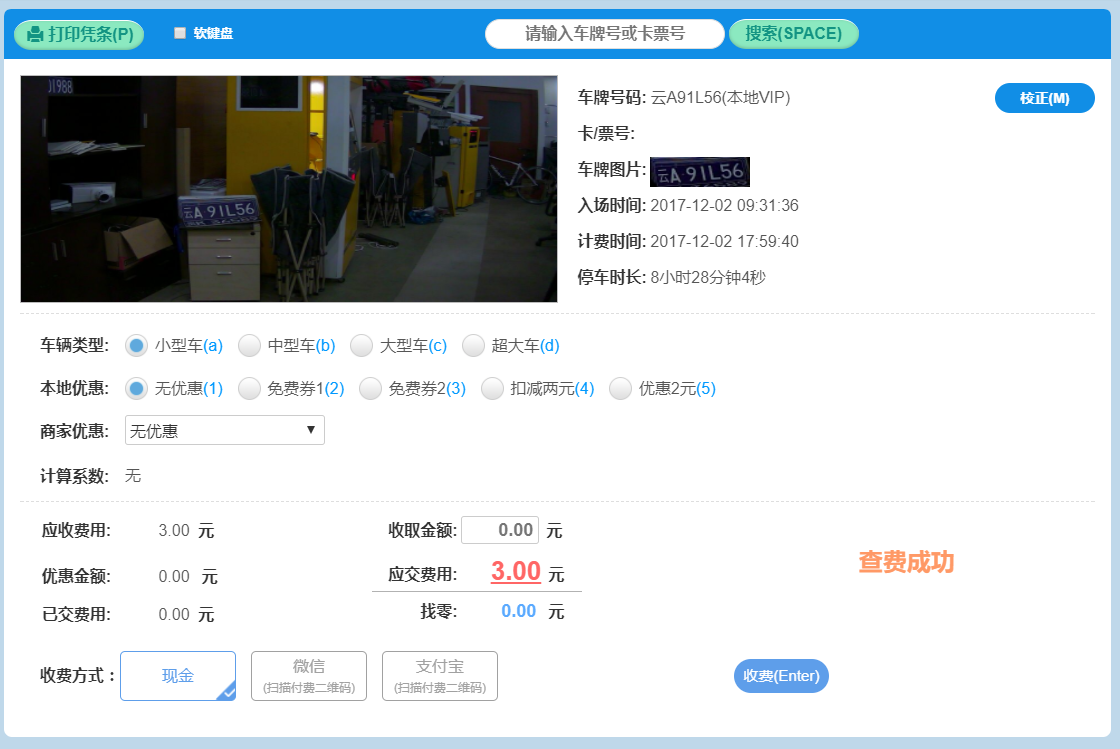 打印凭条(P) 软键盘 请输入车牌号或卡票号 搜索(SPACE)
J1988
云A 91L56
车牌号码: 云A91L56(本地VIP) 校正(M)
卡/票号:
车牌图片: 云A 91L56
入场时间: 2017-12-02 09:31:36
计费时间: 2017-12-02 17:59:40
停车时长: 8小时28分钟4秒
车辆类型: 小型车(a) 中型车(b) 大型车(c) 超大车(d)
本地优惠: 无优惠(1) 免费券1(2) 免费券2(3) 扣减两元(4) 优惠2元(5)
商家优惠: 无优惠
计算系数: 无
应收费用: 3.00 元 收取金额: 0.00 元
优惠金额: 0.00 元 应交费用: 3.00 元 查费成功
已交费用: 0.00 元 找零: 0.00 元
收费方式： 现金 微信 支付宝 收费(Enter)
(扫描付费二维码) (扫描付费二维码)